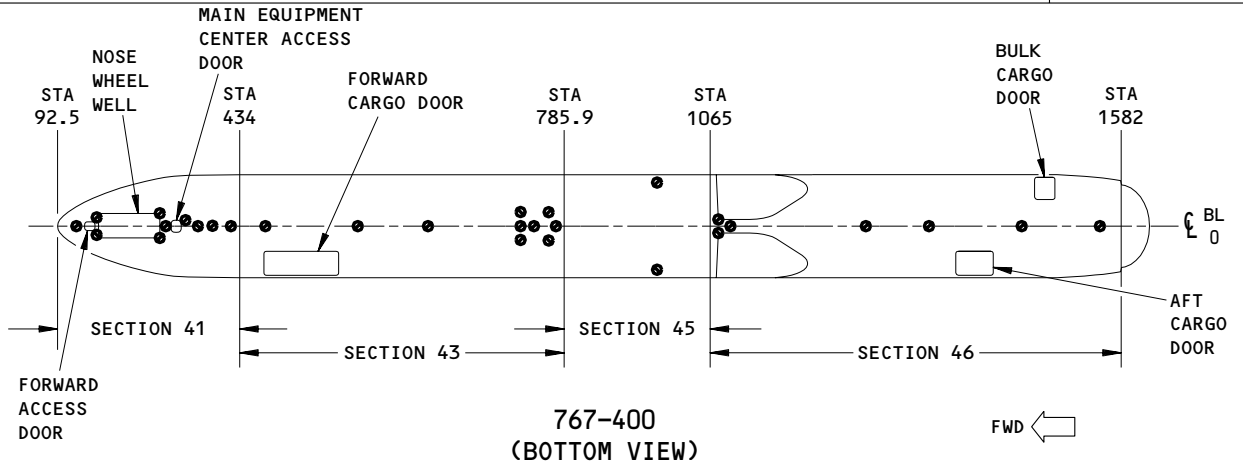 MAIN EQUIPMENT
CENTER ACCESS
DOOR
NOSE
WHEEL
WELL
FORWARD
CARGO DOOR
BULK
CARGO
DOOR
STA
92.5
STA
434
STA
785.9
STA
1065
STA
1582
℄ BL
0
SECTION 41
SECTION 45
SECTION 43
SECTION 46
AFT
CARGO
DOOR
FORWARD
ACCESS
DOOR
767-400
(BOTTOM VIEW)
FWD